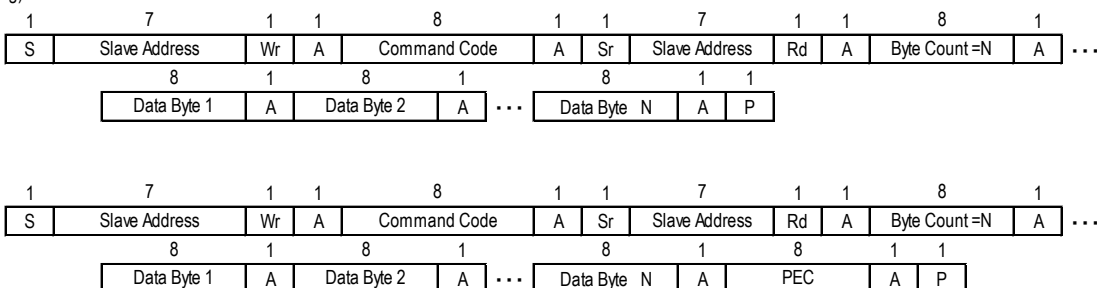 g)
1 7 1 1 8 1 1 7 1 1 8 1
S Slave Address Wr A Command Code A Sr Slave Address Rd A Byte Count =N A ...
8 1 8 1 8 1 1
Data Byte 1 A Data Byte 2 A ... Data Byte N A P
1 7 1 1 8 1 1 7 1 1 8 1
S Slave Address Wr A Command Code A Sr Slave Address Rd A Byte Count =N A ...
8 1 8 1 8 1 8 1 1
Data Byte 1 A Data Byte 2 A ... Data Byte N A PEC A P